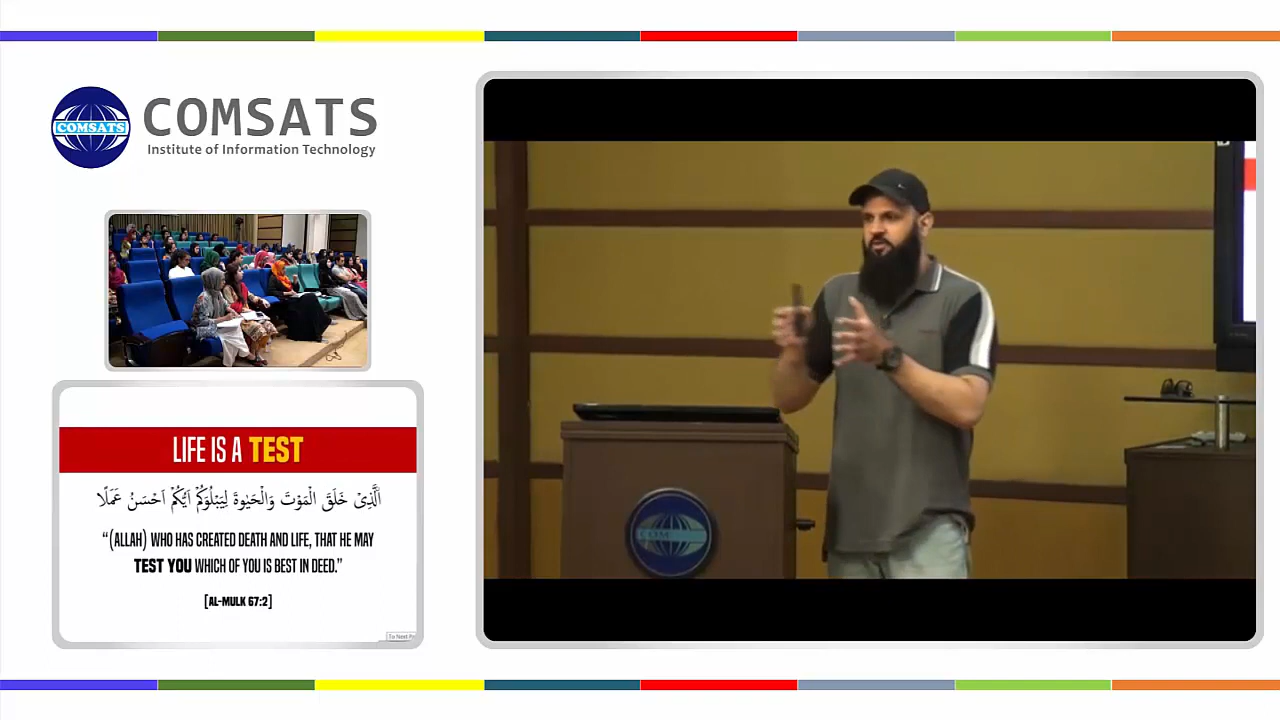 COMSATS
COMSATS
Institute of Information Technology
LIFE IS A TEST
الَّذِىْ خَلَقَ الْمَوْتَ وَالْحَيٰوةَ لِيَبْلُوَكُمْ اَيُّكُمْ اَحْسَنُ عَمَلًا
“(ALLAH) WHO HAS CREATED DEATH AND LIFE, THAT HE MAY
TEST YOU WHICH OF YOU IS BEST IN DEED.”
[AL-MULK 67:2]
COM